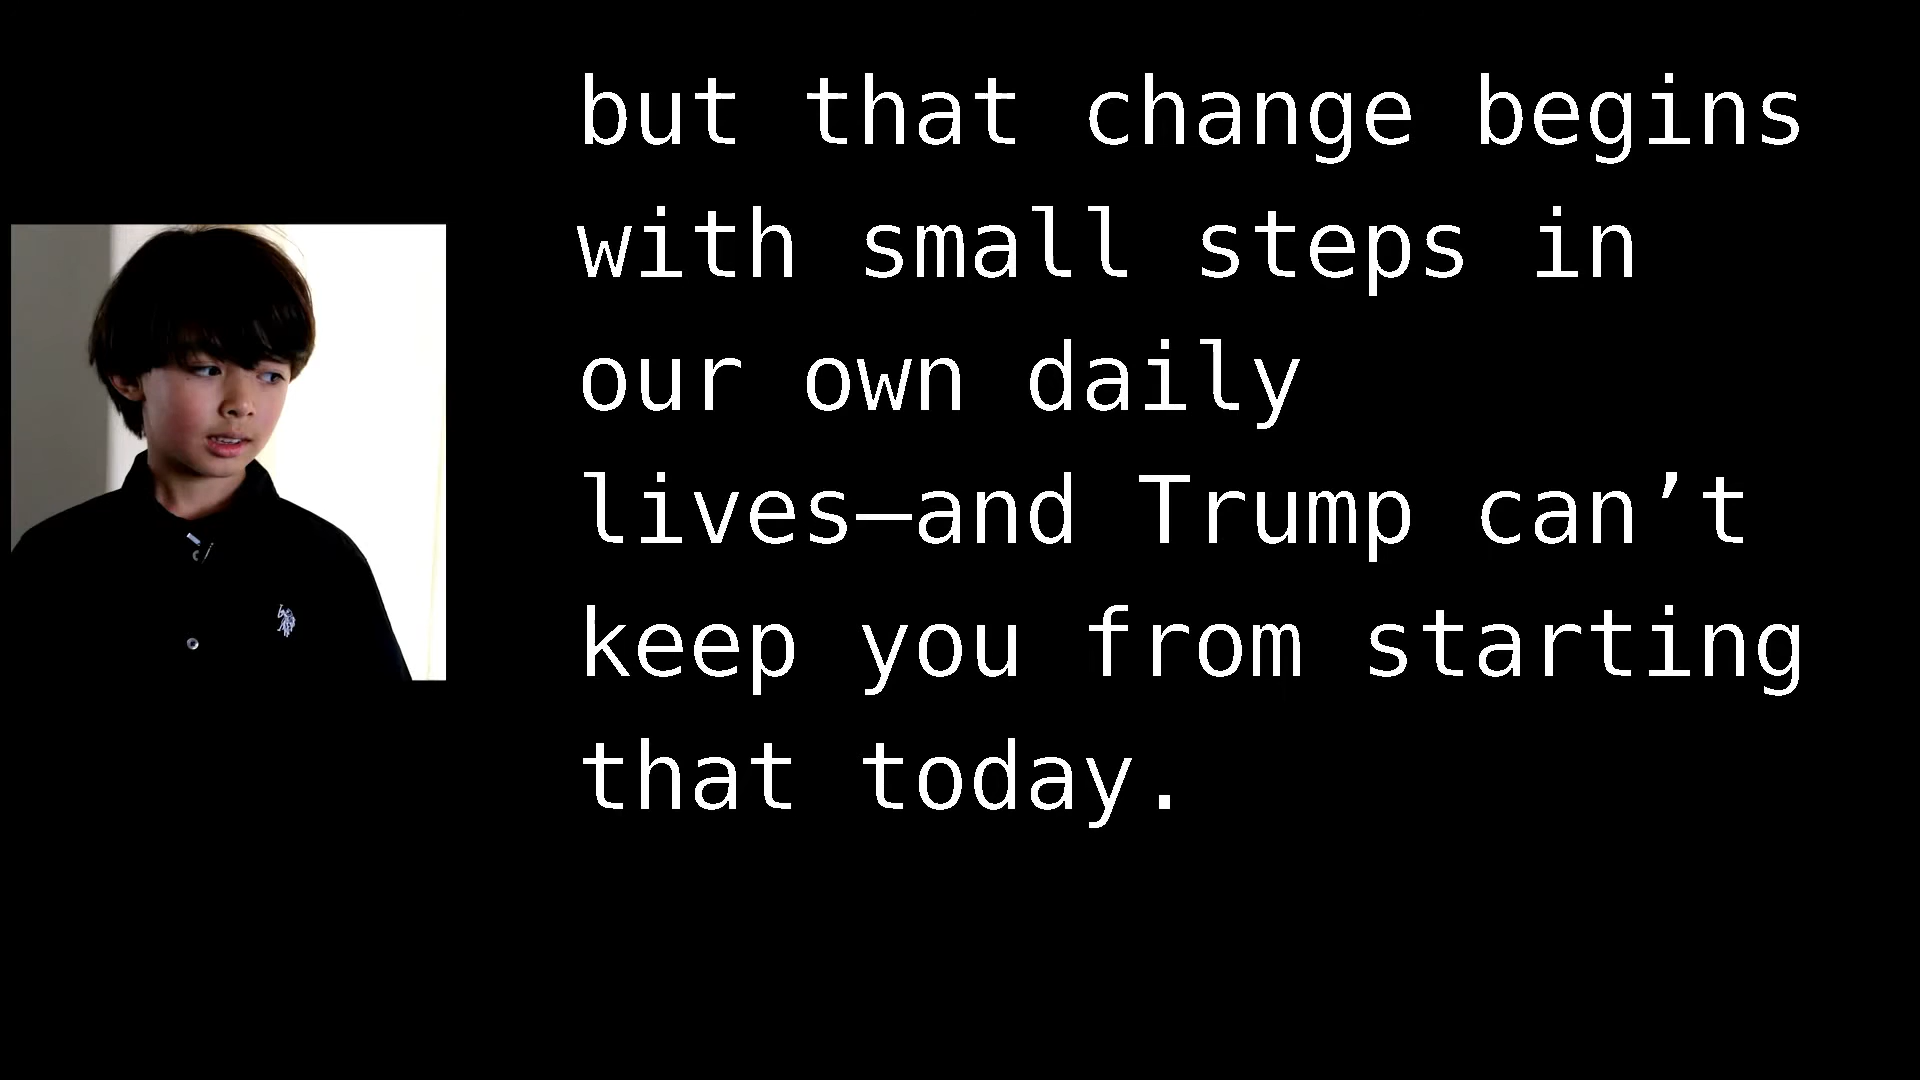 but that change begins
with small steps in
our own daily
lives—and Trump can’t
keep you from starting
that today.